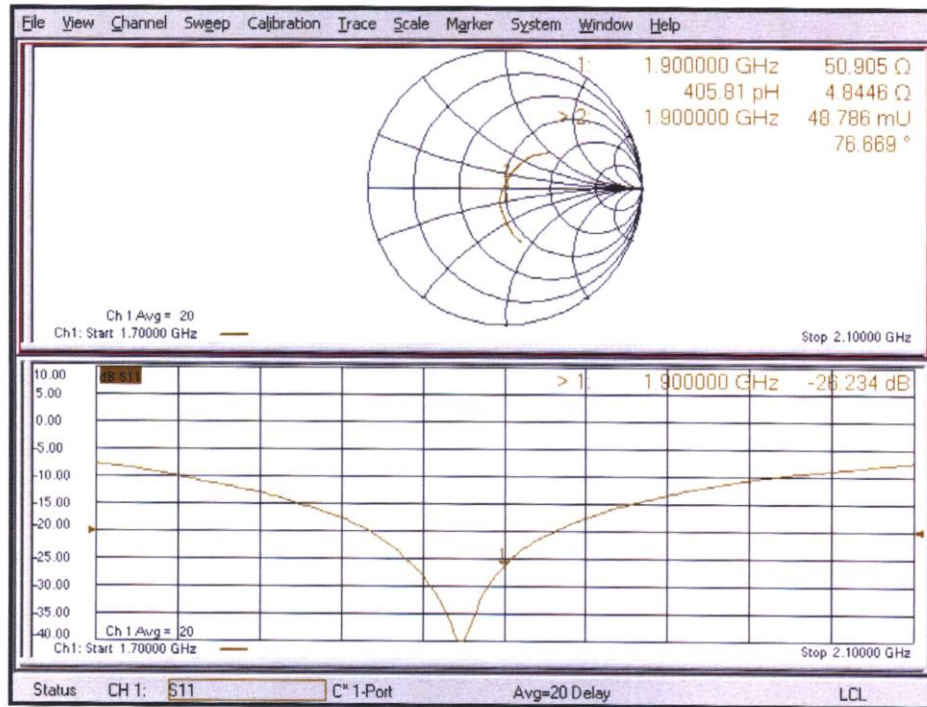 File View Channel Sweep Calibration Trace Scale Marker System Window Help
1: 1.900000 GHz 50.905 Ω
405.81 pH 4.8446 Ω
> 2: 1.900000 GHz 48.786 mU
76.669 °
Ch 1 Avg = 20
Ch1: Start 1.70000 GHz
Stop 2.10000 GHz
10.00
dB S11
> 1: 1.900000 GHz -26.234 dB
5.00
0.00
-5.00
-10.00
-15.00
-20.00
-25.00
1
-30.00
-35.00
-40.00
Ch 1 Avg = 20
Ch1: Start 1.70000 GHz
Stop 2.10000 GHz
Status CH 1: S11 C* 1-Port Avg=20 Delay LCL